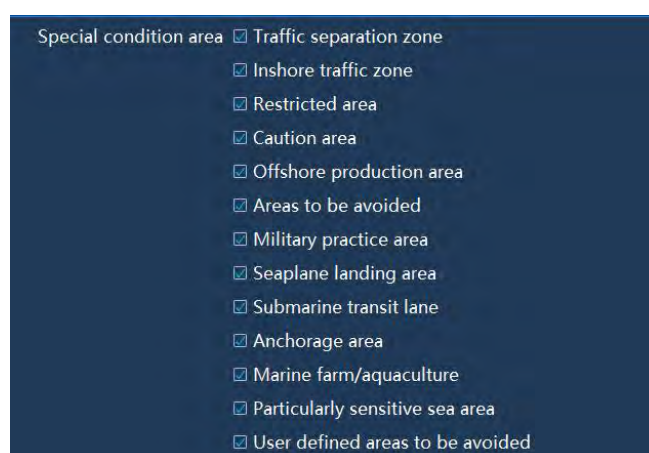 Special condition area ☑ Traffic separation zone
☑ Inshore traffic zone
☑ Restricted area
☑ Caution area
☑ Offshore production area
☑ Areas to be avoided
☑ Military practice area
☑ Seaplane landing area
☑ Submarine transit lane
☑ Anchorage area
☑ Marine farm/aquaculture
☑ Particularly sensitive sea area
☑ User defined areas to be avoided